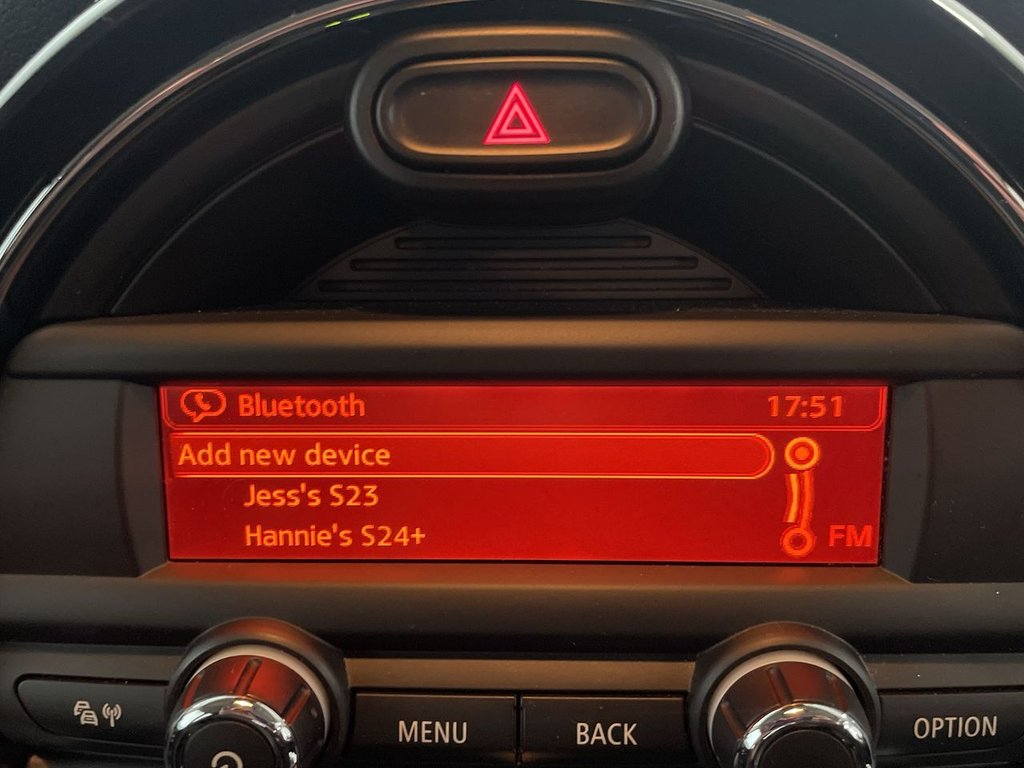 Bluetooth 17:51
Add new device
Jess's S23
Hannie's S24+
FM
MENU BACK OPTION